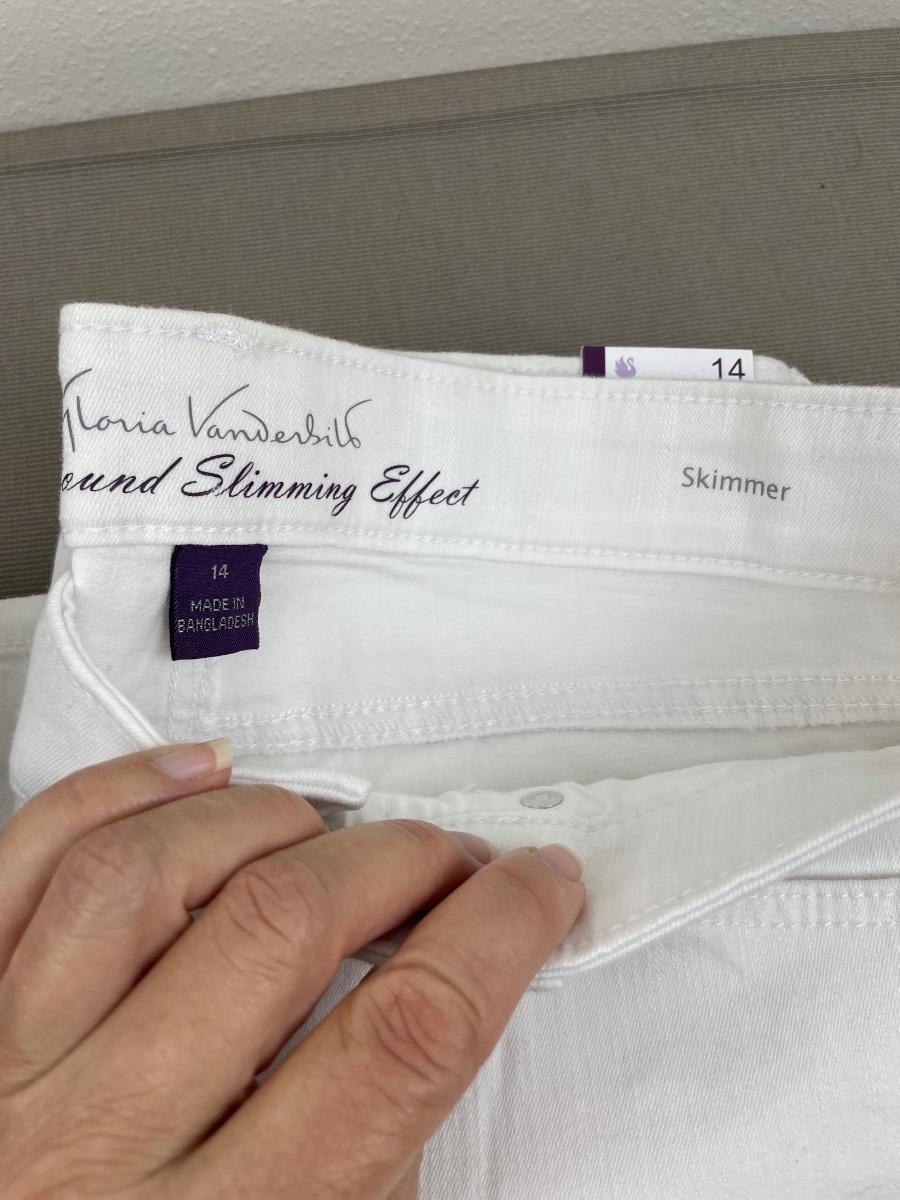 14
Gloria Vanderbilt
ound Slimming Effect
Skimmer
14
MADE IN
BANGLADESH